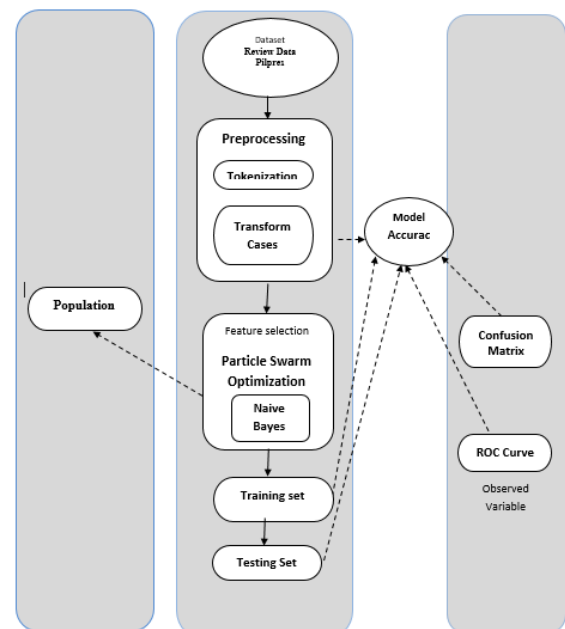 Dataset
Review Data
Pilpres
Preprocessing
Tokenization
Transform
Cases
Model
Accurac
Population
Feature selection
Particle Swarm
Optimization
Naive
Bayes
Confusion
Matrix
ROC Curve
Observed
Variable
Training set
Testing Set